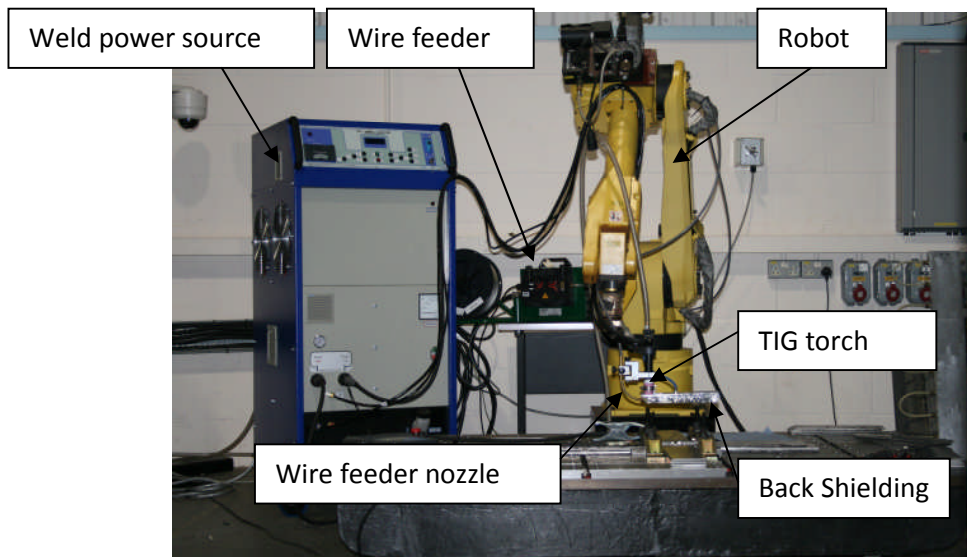 Weld power source
Wire feeder
Robot
TIG torch
Wire feeder nozzle
Back Shielding